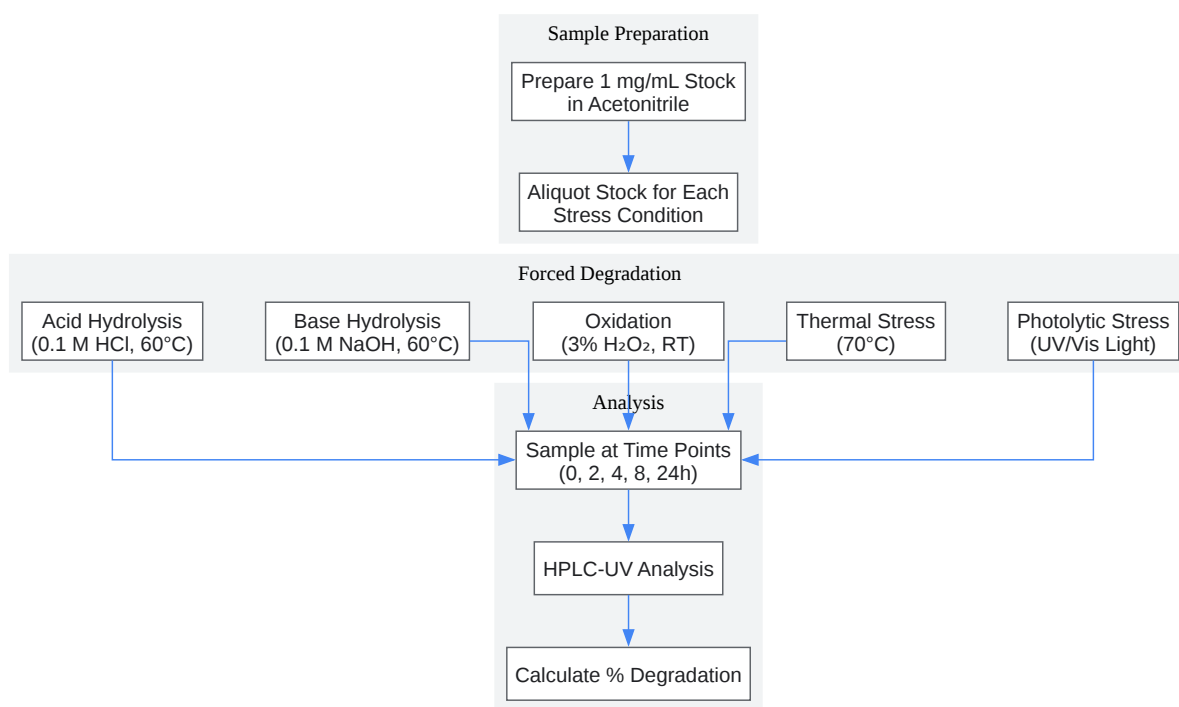 Sample Preparation
Prepare 1 mg/mL Stock
in Acetonitrile
Aliquot Stock for Each
Stress Condition
Forced Degradation
Acid Hydrolysis
(0.1 M HCl, 60°C)
Base Hydrolysis
(0.1 M NaOH, 60°C)
Oxidation
(3% H₂O₂, RT)
Thermal Stress
(70°C)
Photolytic Stress
(UV/Vis Light)
Analysis
Sample at Time Points
(0, 2, 4, 8, 24h)
HPLC-UV Analysis
Calculate % Degradation